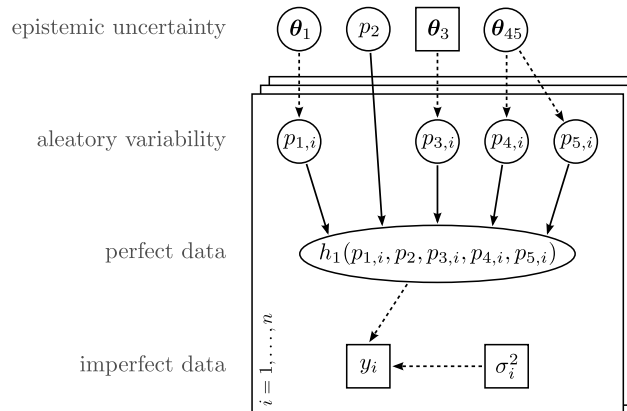 epistemic uncertainty θ₁ p₂ θ₃ θ₄₅
aleatory variability p₁,ᵢ p₃,ᵢ p₄,ᵢ p₅,ᵢ
perfect data h₁(p₁,ᵢ, p₂, p₃,ᵢ, p₄,ᵢ, p₅,ᵢ)
i = 1, . . . , n
imperfect data yᵢ σᵢ²